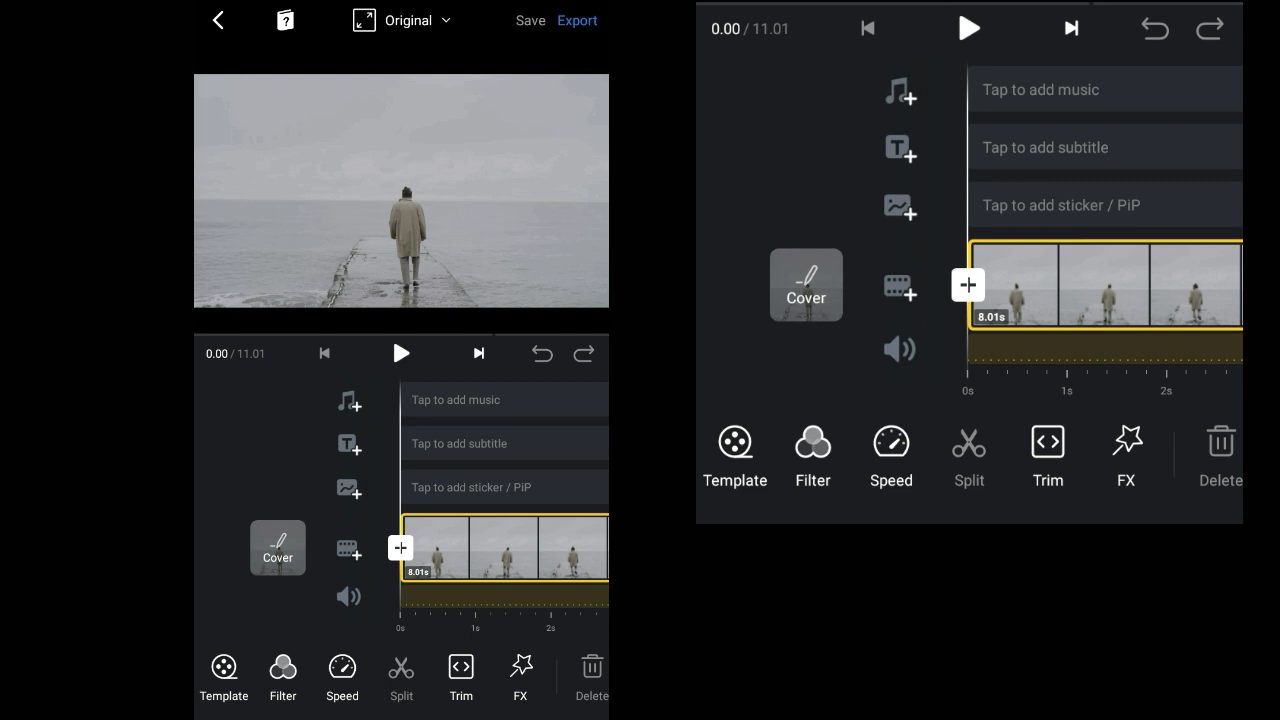 Original
Save Export
0.00 / 11.01
Tap to add music
Tap to add subtitle
Tap to add sticker / PiP
Cover
8.01s
0s 1s 2s
Template Filter Speed Split Trim FX Delete
0.00 / 11.01
Tap to add music
Tap to add subtitle
Tap to add sticker / PiP
Cover
8.01s
0s 1s 2s
Template Filter Speed Split Trim FX Delete